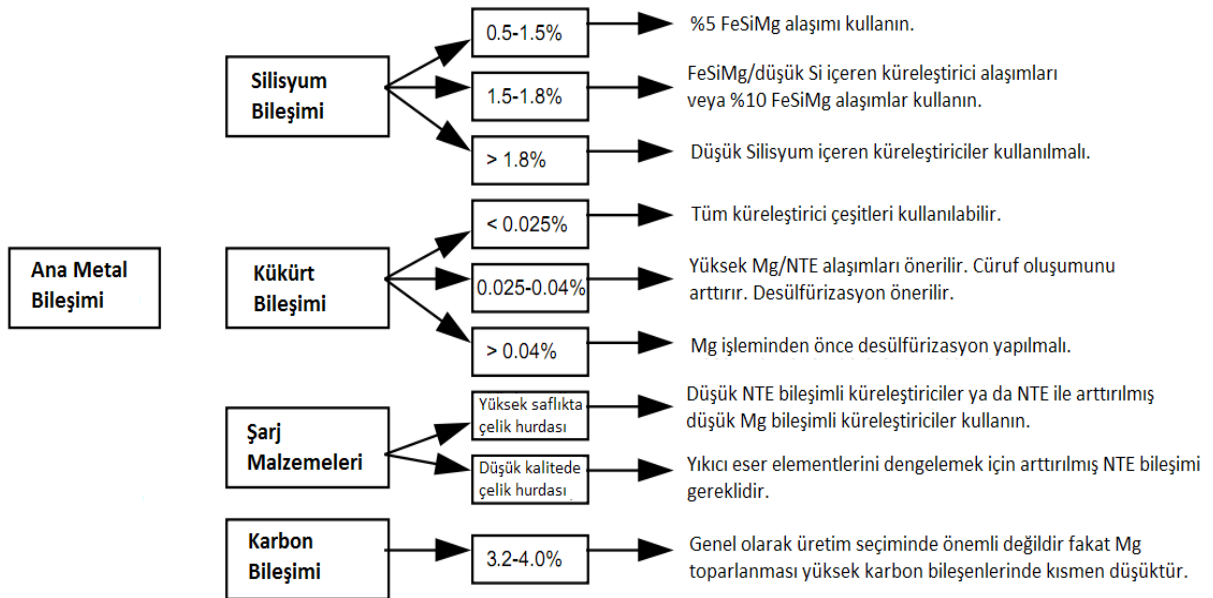 Ana Metal
Bileşimi
Silisyum
Bileşimi
0.5-1.5%
%5 FeSiMg alaşımı kullanın.
1.5-1.8%
FeSiMg/düşük Si içeren küreleştirici alaşımları
veya %10 FeSiMg alaşımlar kullanın.
> 1.8%
Düşük Silisyum içeren küreleştiriciler kullanılmalı.
Kükürt
Bileşimi
< 0.025%
Tüm küreleştirici çeşitleri kullanılabilir.
0.025-0.04%
Yüksek Mg/NTE alaşımları önerilir. Cüruf oluşumunu
arttırır. Desülfürizasyon önerilir.
> 0.04%
Mg işleminden önce desülfürizasyon yapılmalı.
Şarj
Malzemeleri
Yüksek saflıkta
çelik hurdası
Düşük NTE bileşimli küreleştiriciler ya da NTE ile arttırılmış
düşük Mg bileşimli küreleştiriciler kullanın.
Düşük kalitede
çelik hurdası
Yıkıcı eser elementlerini dengelemek için arttırılmış NTE bileşimi
gereklidir.
Karbon
Bileşimi
3.2-4.0%
Genel olarak üretim seçiminde önemli değildir fakat Mg
toparlanması yüksek karbon bileşenlerinde kısmen düşüktür.